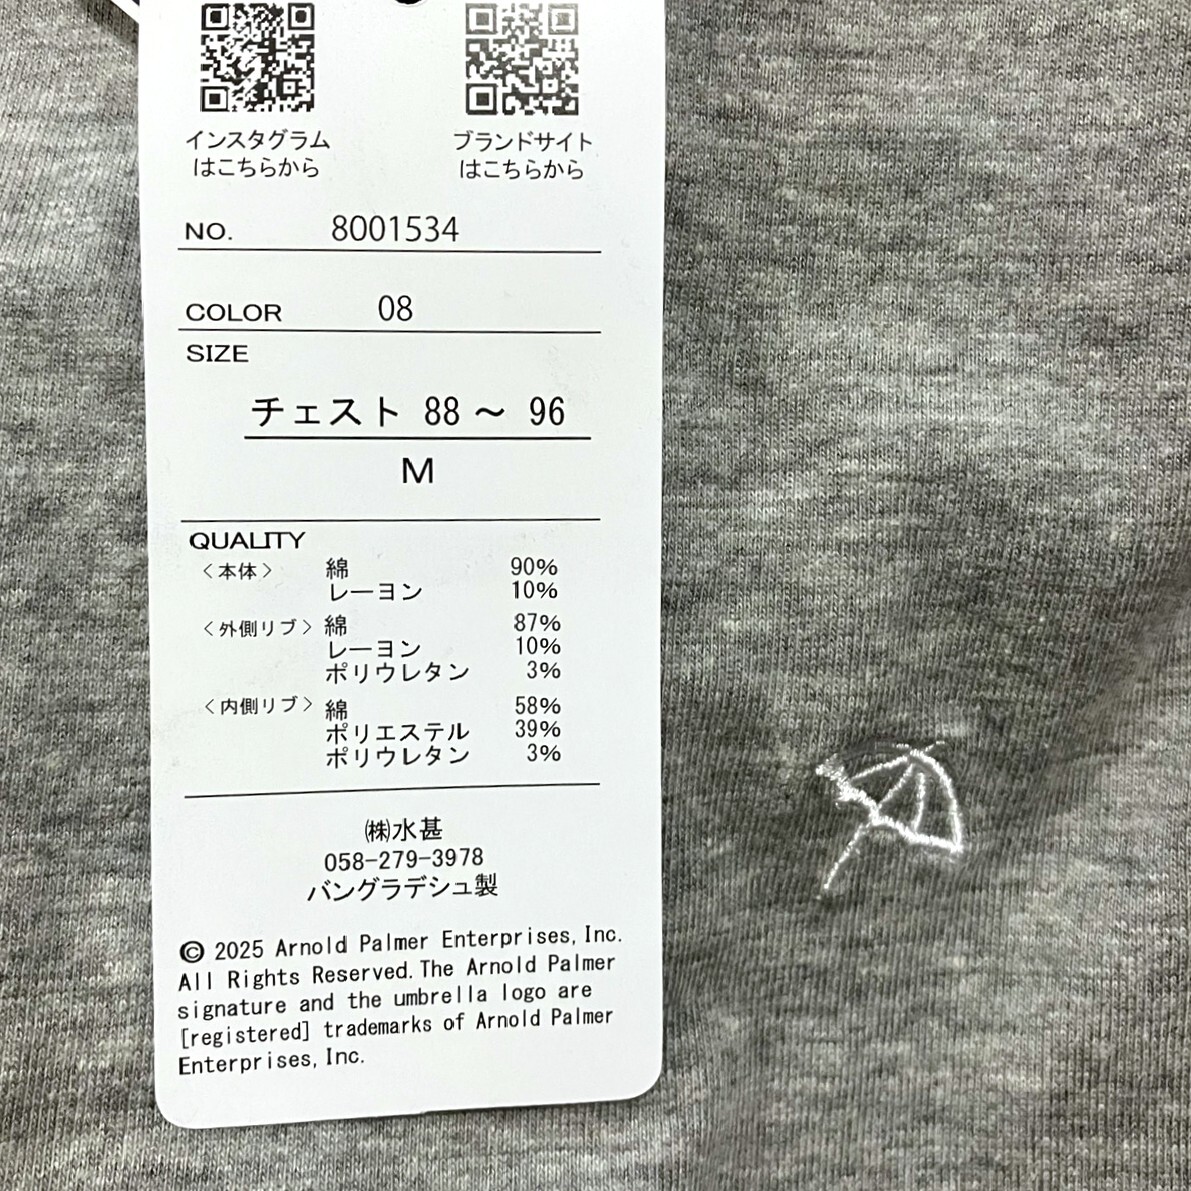 インスタグラム ブランドサイト
はこちらから はこちらから
NO. 8001534
COLOR 08
SIZE
チェスト 88 ～ 96
M
QUALITY
〈本体〉 綿 90%
レーヨン 10%
〈外側リブ〉 綿 87%
レーヨン 10%
ポリウレタン 3%
〈内側リブ〉 綿 58%
ポリエステル 39%
ポリウレタン 3%
㈱水甚
058-279-3978
バングラデシュ製
© 2025 Arnold Palmer Enterprises, Inc.
All Rights Reserved. The Arnold Palmer
signature and the umbrella logo are
[registered] trademarks of Arnold Palmer
Enterprises, Inc.